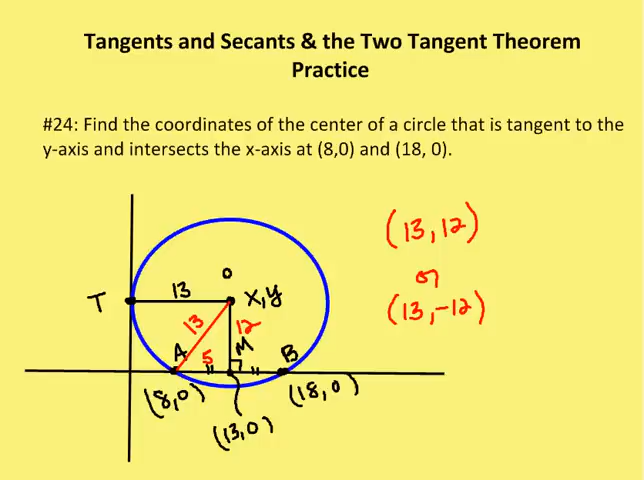 Tangents and Secants & the Two Tangent Theorem
Practice
#24: Find the coordinates of the center of a circle that is tangent to the
y-axis and intersects the x-axis at (8,0) and (18, 0).
(13, 12)
or
(13, -12)
O
13
T
X, y
13
12
A
5
M
B
(8,0)
(18, 0)
(13, 0)